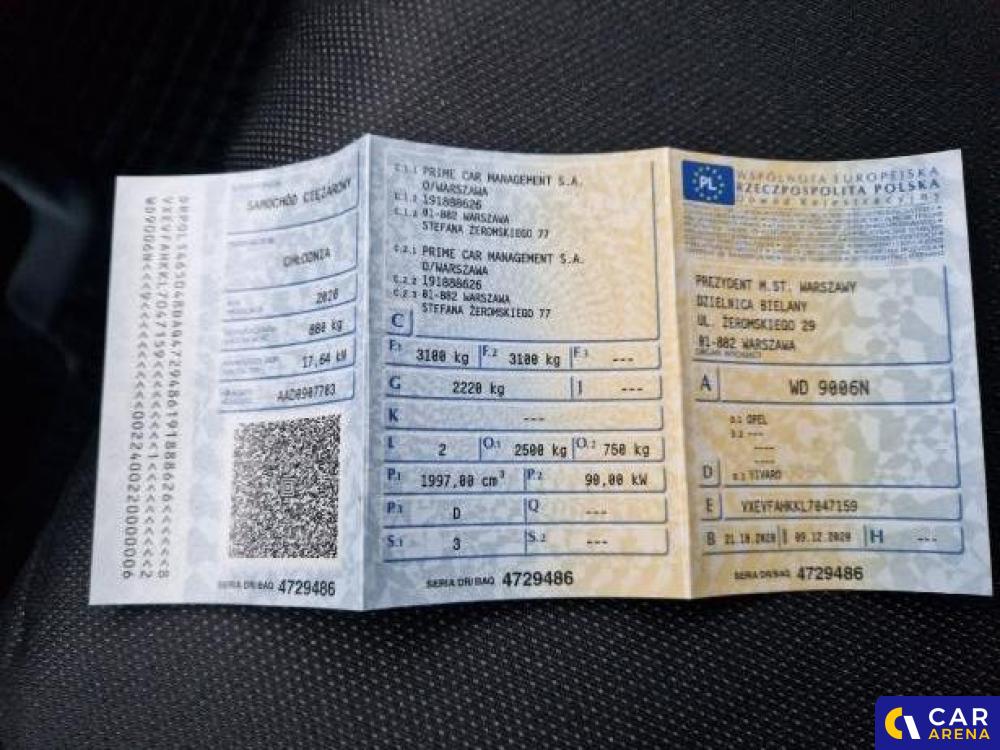 SAMOCHÓD CIĘŻAROWY
CHŁODNIA
2020
880 kg
17,64 kW
AAD0907703
SERIA DR/BAQ 4729486
C.1.1 PRIME CAR MANAGEMENT S.A.
O/WARSZAWA
C.1.2 191888626
C.1.3 01-882 WARSZAWA
STEFANA ŻEROMSKIEGO 77
C.2.1 PRIME CAR MANAGEMENT S.A.
O/WARSZAWA
C.2.2 191888626
C.2.3 01-882 WARSZAWA
STEFANA ŻEROMSKIEGO 77
C
F.1 3100 kg F.2 3100 kg F.3 ---
G 2220 kg J ---
K ---
L 2 O.1 2500 kg O.2 750 kg
P.1 1997,00 cm³ P.2 90,00 kW
P.3 D Q ---
S.1 3 S.2 ---
SERIA DR/BAQ 4729486
PL
WSPÓLNOTA EUROPEJSKA
RZECZPOSPOLITA POLSKA
Dowód Rejestracyjny
PREZYDENT M.ST. WARSZAWY
DZIELNICA BIELANY
UL. ŻEROMSKIEGO 29
01-882 WARSZAWA
A WD 9006N
D.1 OPEL
D.2 ---
----
----
D D.3 VIVARO
E VXEVFAHKKL7847159
B 21.10.2020 I 09.12.2020 H ---
SERIA DR/BAQ 4729486
CAR
ARENA